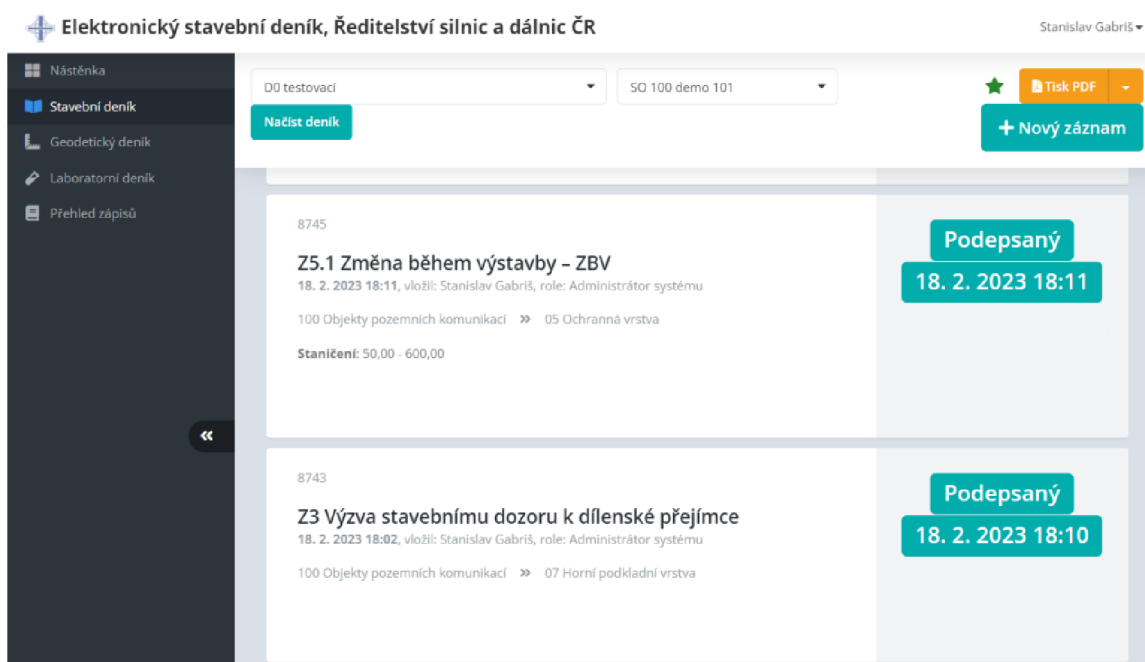 Elektronický stavební deník, Ředitelství silnic a dálnic ČR
Stanislav Gabriš
Nástěnka
Stavební deník
Geodetický deník
Laboratorní deník
Přehled zápisů
D0 testovací
SO 100 demo 101
Tisk PDF
Načíst deník
+ Nový záznam
8745
Z5.1 Změna během výstavby – ZBV
18. 2. 2023 18:11, vložil: Stanislav Gabriš, role: Administrátor systému
100 Objekty pozemních komunikací » 05 Ochranná vrstva
Staničení: 50,00 - 600,00
Podepsaný
18. 2. 2023 18:11
8743
Z3 Výzva stavebnímu dozoru k dílenské přejímce
18. 2. 2023 18:02, vložil: Stanislav Gabriš, role: Administrátor systému
100 Objekty pozemních komunikací » 07 Horní podkladní vrstva
Podepsaný
18. 2. 2023 18:10